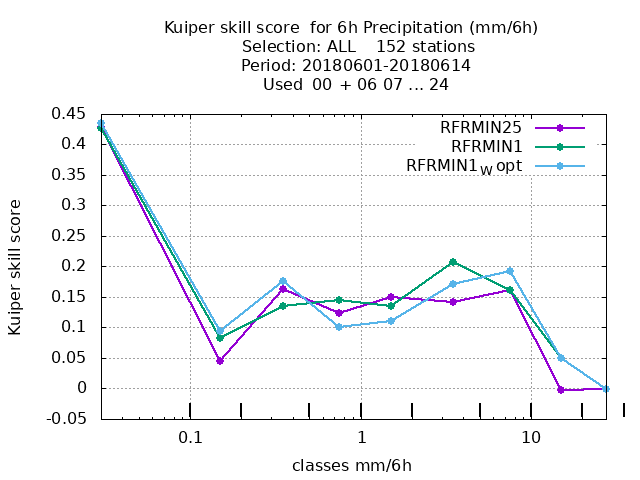 Kuiper skill score  for 6h Precipitation (mm/6h)
Selection: ALL    152 stations
Period: 20180601-20180614
Used  00 + 06 07 ... 24
RFRMIN25
RFRMIN1
RFRMIN1W opt
Kuiper skill score
0.45
0.4
0.35
0.3
0.25
0.2
0.15
0.1
0.05
0
-0.05
0.1 1 10
classes mm/6h